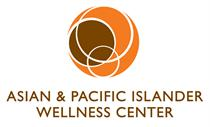 ASIAN & PACIFIC ISLANDER
WELLNESS CENTER